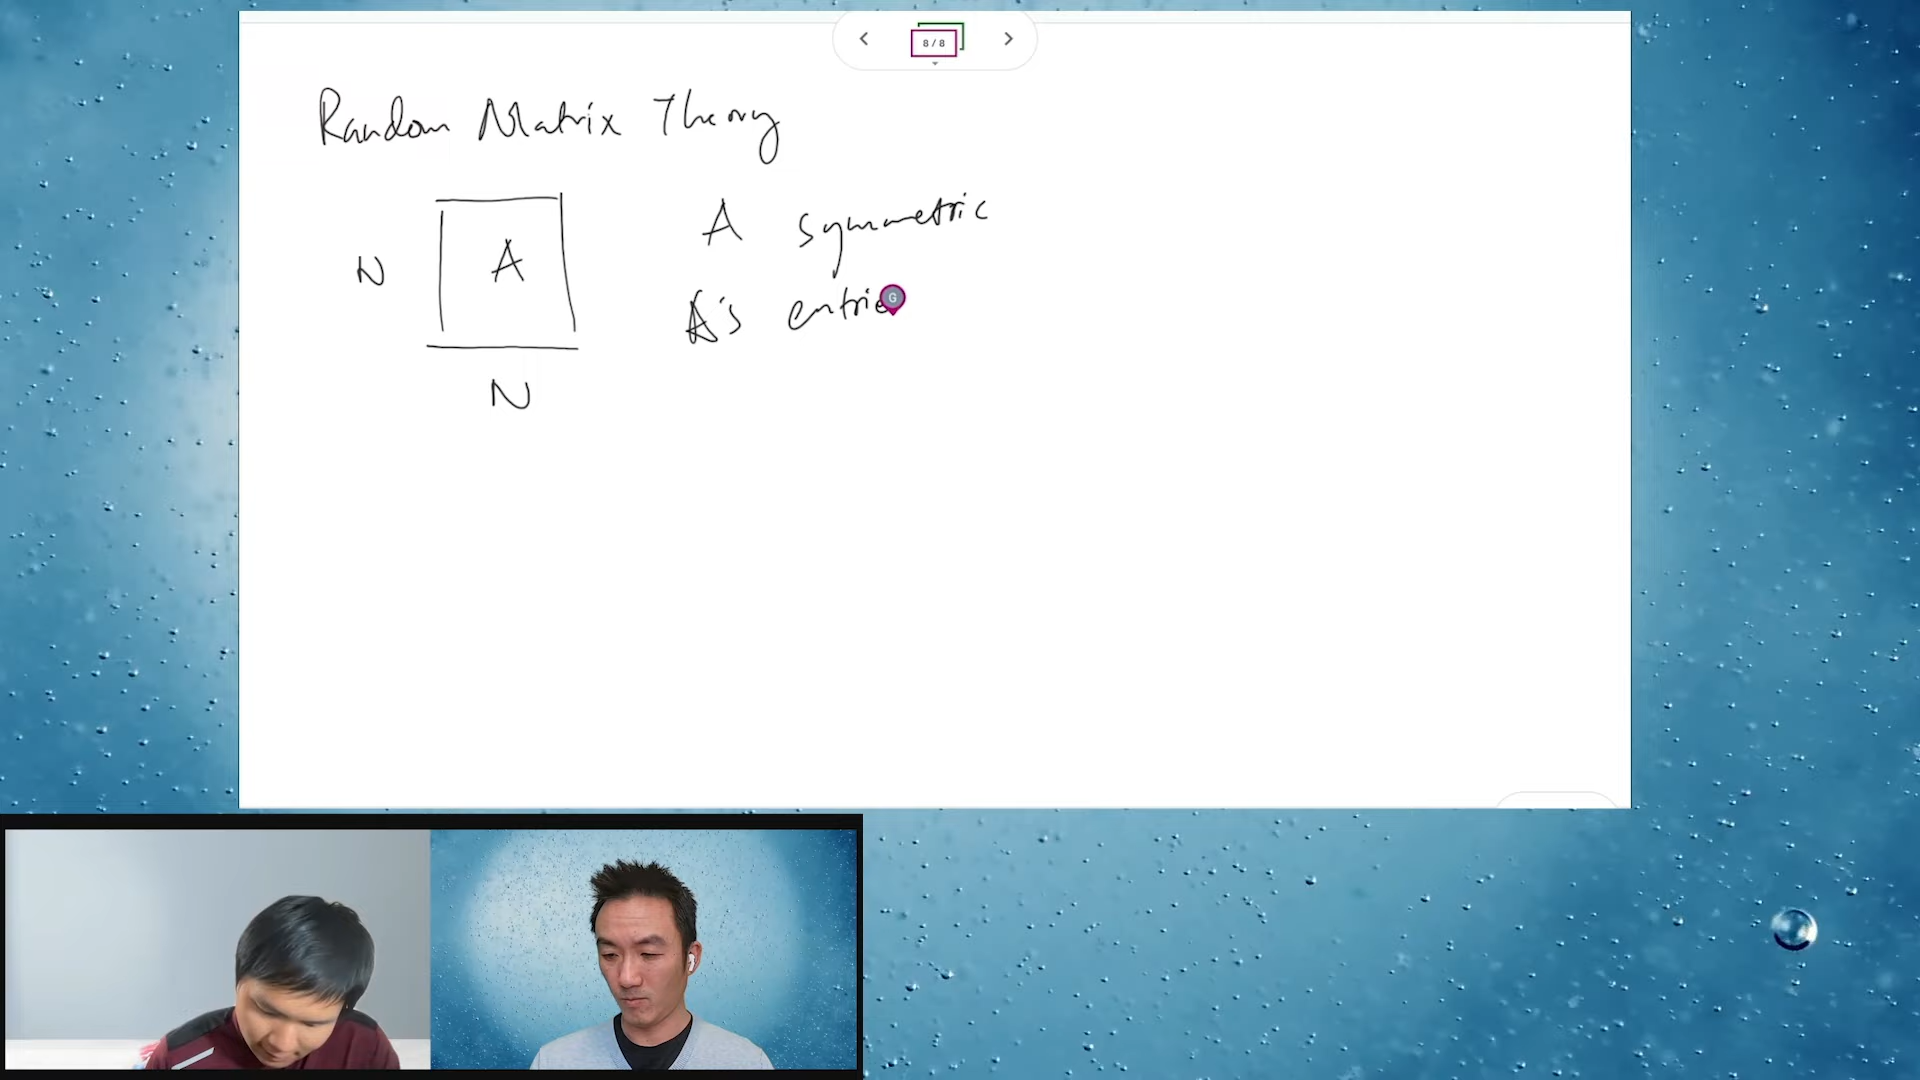 8 / 8
Random Matrix Theory
A symmetric
N A
A's entrie
G
N